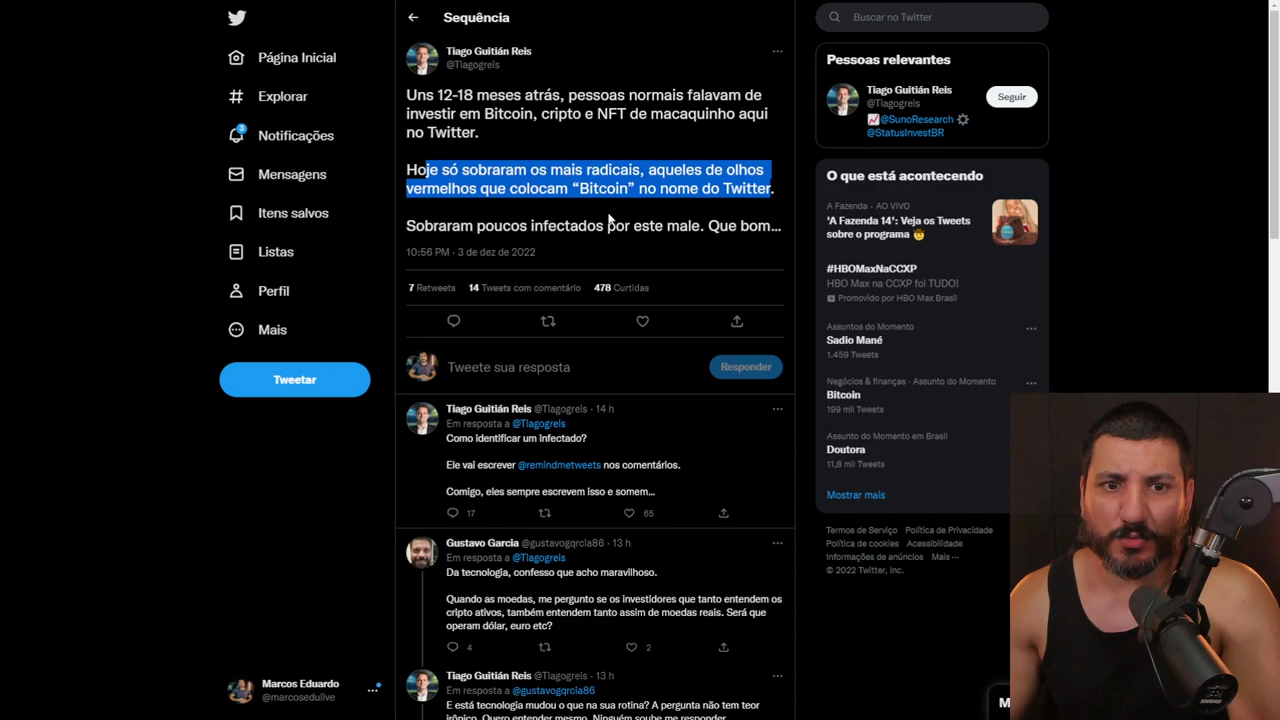 Sequência
Buscar no Twitter
Página Inicial
Explorar
3
Notificações
Mensagens
Itens salvos
Listas
Perfil
Mais
Tweetar
Marcos Eduardo
@marcosedulive
Tiago Guitián Reis
@Tiagogreis
Uns 12-18 meses atrás, pessoas normais falavam de
investir em Bitcoin, cripto e NFT de macaquinho aqui
no Twitter.
Hoje só sobraram os mais radicais, aqueles de olhos
vermelhos que colocam “Bitcoin” no nome do Twitter.
Sobraram poucos infectados por este male. Que bom...
10:56 PM · 3 de dez de 2022
7 Retweets 14 Tweets com comentário 478 Curtidas
Tweete sua resposta
Responder
Tiago Guitián Reis @Tiagogreis · 14 h
Em resposta a @Tiagogreis
Como identificar um infectado?
Ele vai escrever @remindmetweets nos comentários.
Comigo, eles sempre escrevem isso e somem...
17 65
Gustavo Garcia @gustavogqrcia86 · 13 h
Em resposta a @Tiagogreis
Da tecnologia, confesso que acho maravilhoso.
Quando as moedas, me pergunto se os investidores que tanto entendem os
cripto ativos, também entendem tanto assim de moedas reais. Será que
operam dólar, euro etc?
4 2
Tiago Guitián Reis @Tiagogreis · 13 h
Em resposta a @gustavogqrcia86
E está tecnologia mudou o que na sua rotina? A pergunta não tem teor
irônico. Quero entender mesmo. Ninguém soube me responder
Pessoas relevantes
Tiago Guitián Reis
@Tiagogreis
Seguir
@SunoResearch
@StatusInvestBR
O que está acontecendo
A Fazenda · AO VIVO
'A Fazenda 14': Veja os Tweets
sobre o programa
#HBOMaxNaCCXP
HBO Max na CCXP foi TUDO!
Promovido por HBO Max Brasil
Assuntos do Momento
Sadio Mané
1.459 Tweets
Negócios & finanças · Assunto do Momento
Bitcoin
199 mil Tweets
Assunto do Momento em Brasil
Doutora
11,8 mil Tweets
Mostrar mais
Termos de Serviço Política de Privacidade
Política de cookies Acessibilidade
Informações de anúncios Mais ···
© 2022 Twitter, Inc.